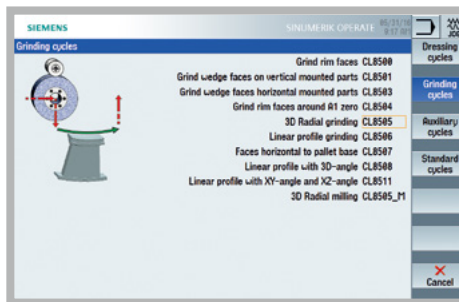 SIEMENS
SINUMERIK OPERATE
JOG
Grinding cycles
Grind rim faces CL8500
Grind wedge faces on vertical mounted parts CL8501
Grind wedge faces horizontal mounted parts CL8503
Grind rim faces around A1 zero CL8504
3D Radial grinding CL8505
Linear profile grinding CL8506
Faces horizontal to pallet base CL8507
Linear profile with 3D-angle CL8508
Linear profile with XY-angle and XZ-angle CL8511
3D Radial milling CL8505_M
Dressing
cycles
Grinding
cycles
Auxiliary
cycles
Standard
cycles
Cancel